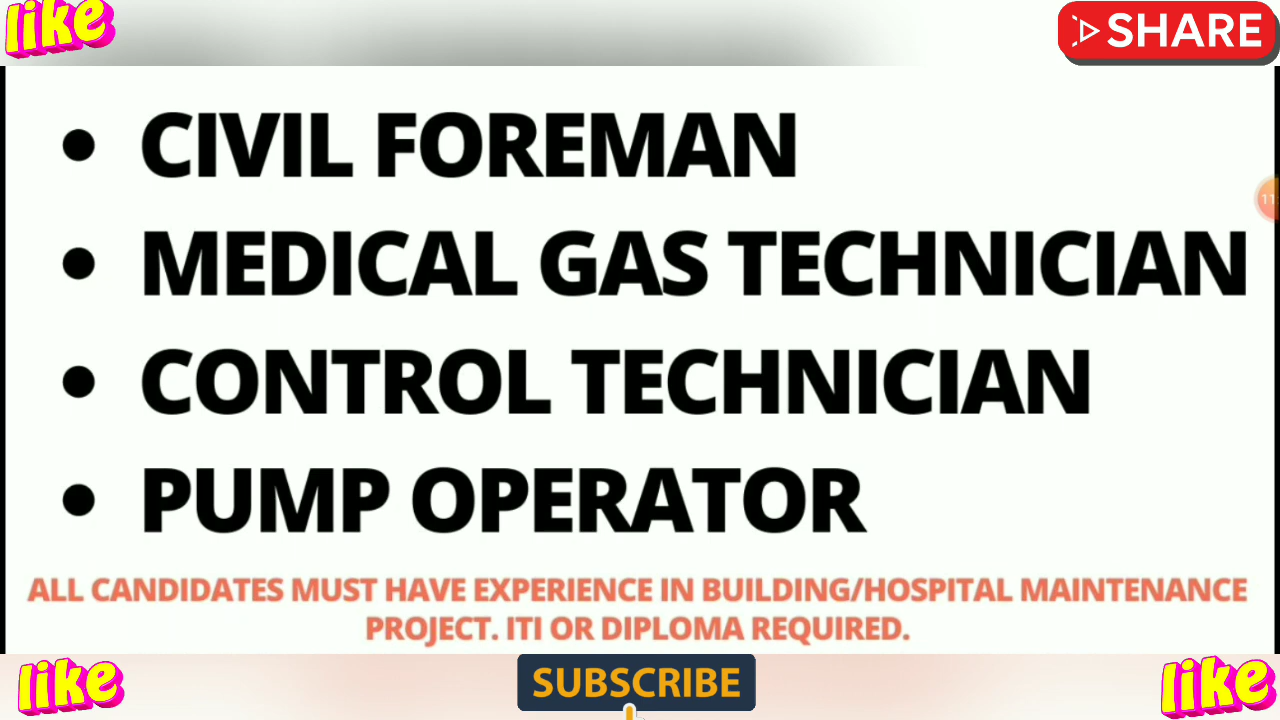 like
SHARE
• CIVIL FOREMAN
11
• MEDICAL GAS TECHNICIAN
• CONTROL TECHNICIAN
• PUMP OPERATOR
ALL CANDIDATES MUST HAVE EXPERIENCE IN BUILDING/HOSPITAL MAINTENANCE
PROJECT. ITI OR DIPLOMA REQUIRED.
like
SUBSCRIBE
like